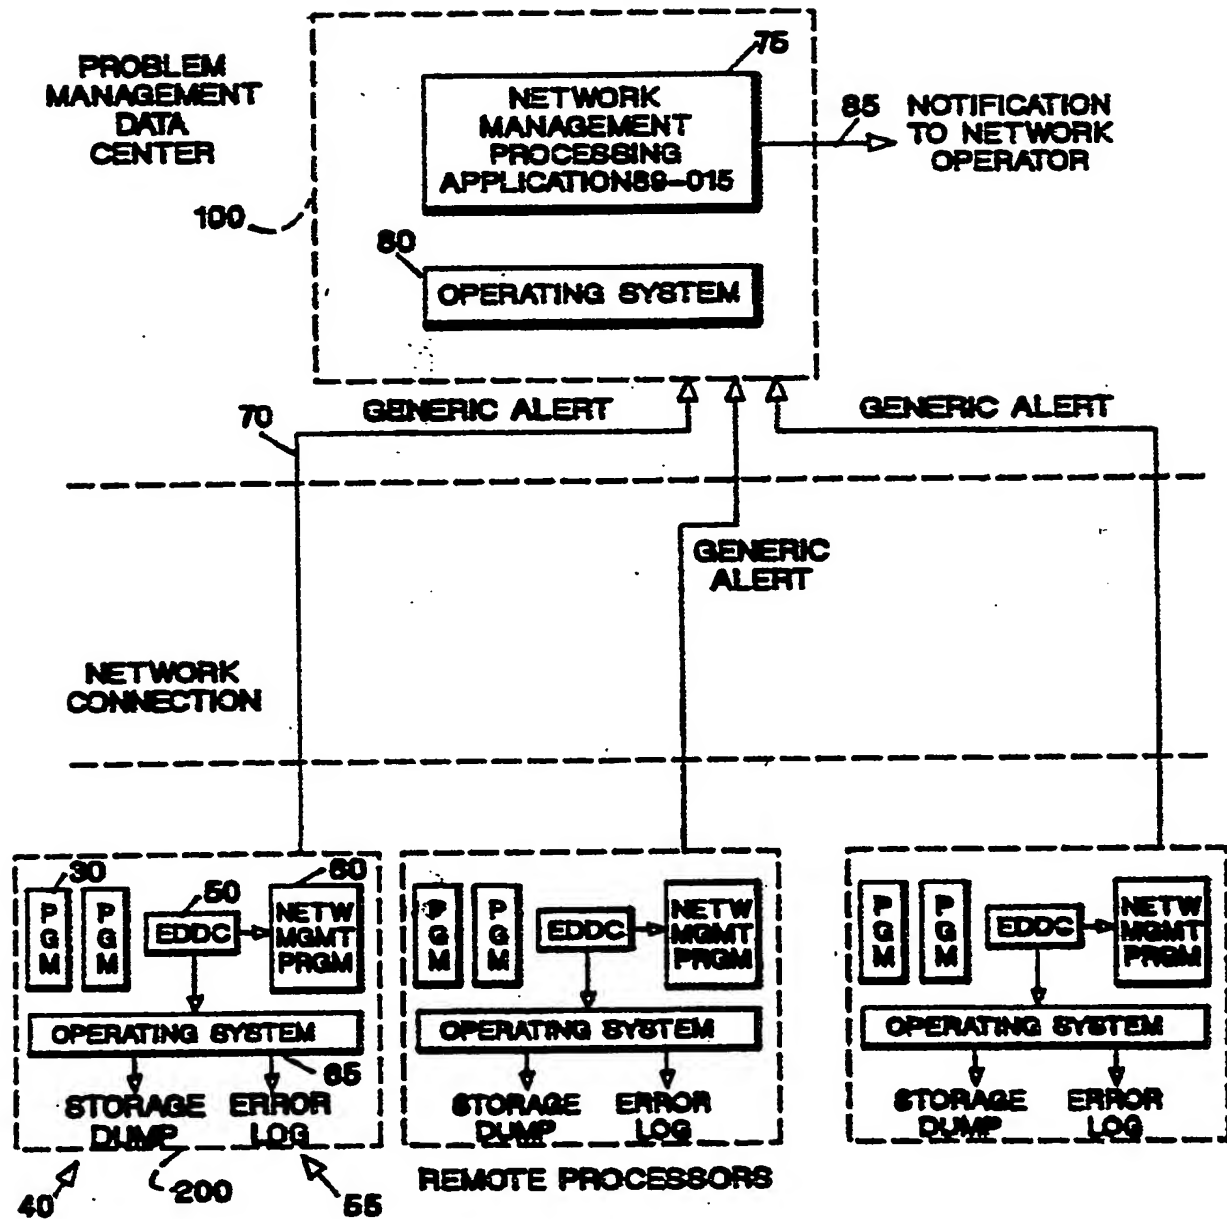 PROBLEM
MANAGEMENT
DATA
CENTER
100
75
NETWORK
MANAGEMENT
PROCESSING
APPLICATION89-015
85
NOTIFICATION
TO NETWORK
OPERATOR
80
OPERATING SYSTEM
70
GENERIC ALERT
GENERIC ALERT
GENERIC
ALERT
NETWORK
CONNECTION
30
50
60
PGM
PGM
EDDC
NETW
MGMT
PRGM
OPERATING SYSTEM
65
STORAGE
DUMP
ERROR
LOG
40
200
55
PGM
PGM
EDDC
NETW
MGMT
PRGM
OPERATING SYSTEM
STORAGE
DUMP
ERROR
LOG
REMOTE PROCESSORS
PGM
PGM
EDDC
NETW
MGMT
PRGM
OPERATING SYSTEM
STORAGE
DUMP
ERROR
LOG